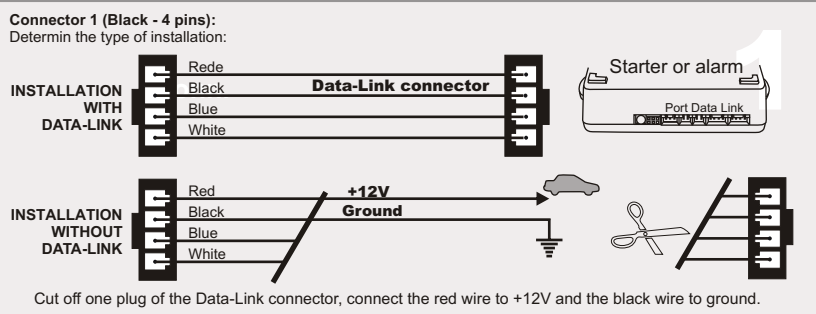 Connector 1 (Black - 4 pins):
Determin the type of installation:
1
INSTALLATION
WITH
DATA-LINK
Rede
Black
Blue
White
Data-Link connector
Starter or alarm
Port Data Link
INSTALLATION
WITHOUT
DATA-LINK
Red
Black
Blue
White
+12V
Ground
Cut off one plug of the Data-Link connector, connect the red wire to +12V and the black wire to ground.